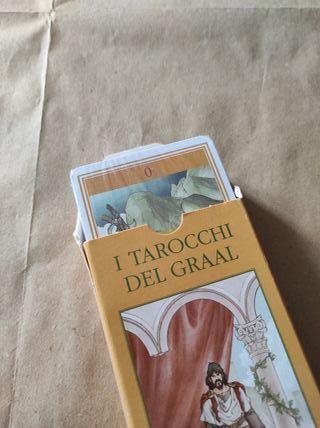 0
I TAROCCHI
DEL GRAAL